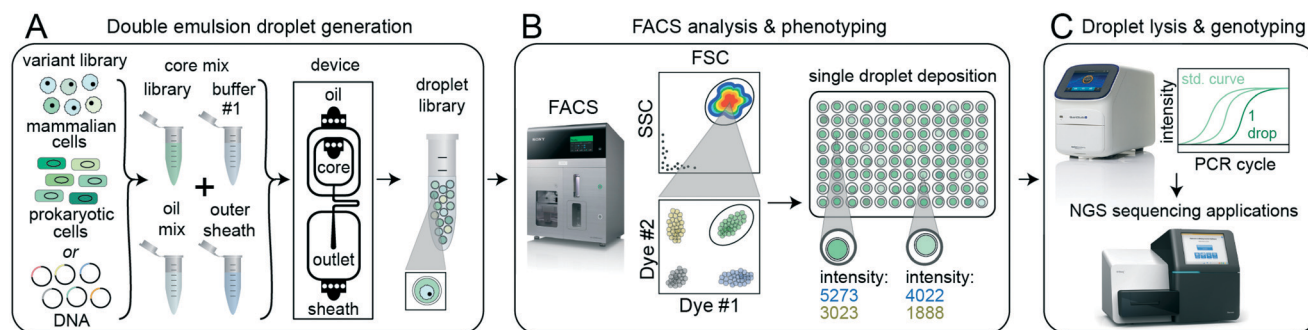 A
Double emulsion droplet generation
variant library
mammalian
cells
prokaryotic
cells
or
DNA
core mix
library
buffer
#1
+
oil
mix
outer
sheath
device
oil
core
outlet
sheath
droplet
library
B
FACS analysis & phenotyping
FACS
SONY
FSC
SSC
Dye #2
Dye #1
single droplet deposition
intensity:
5273
3023
intensity:
4022
1888
C
Droplet lysis & genotyping
intensity
std. curve
1
drop
PCR cycle
NGS sequencing applications